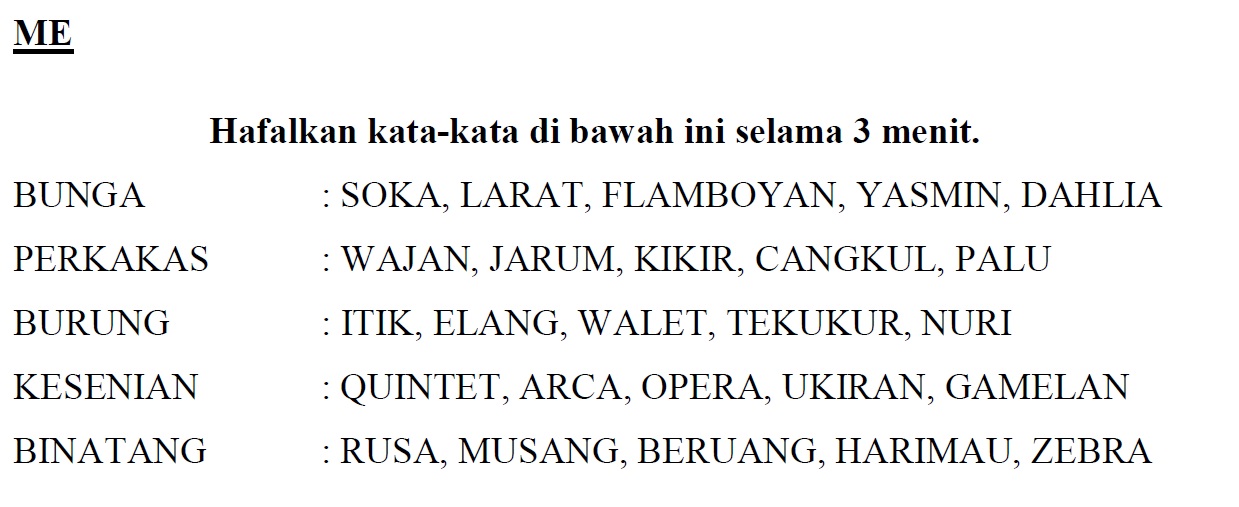 ME
Hafalkan kata-kata di bawah ini selama 3 menit.
BUNGA : SOKA, LARAT, FLAMBOYAN, YASMIN, DAHLIA
PERKAKAS : WAJAN, JARUM, KIKIR, CANGKUL, PALU
BURUNG : ITIK, ELANG, WALET, TEKUKUR, NURI
KESENIAN : QUINTET, ARCA, OPERA, UKIRAN, GAMELAN
BINATANG : RUSA, MUSANG, BERUANG, HARIMAU, ZEBRA